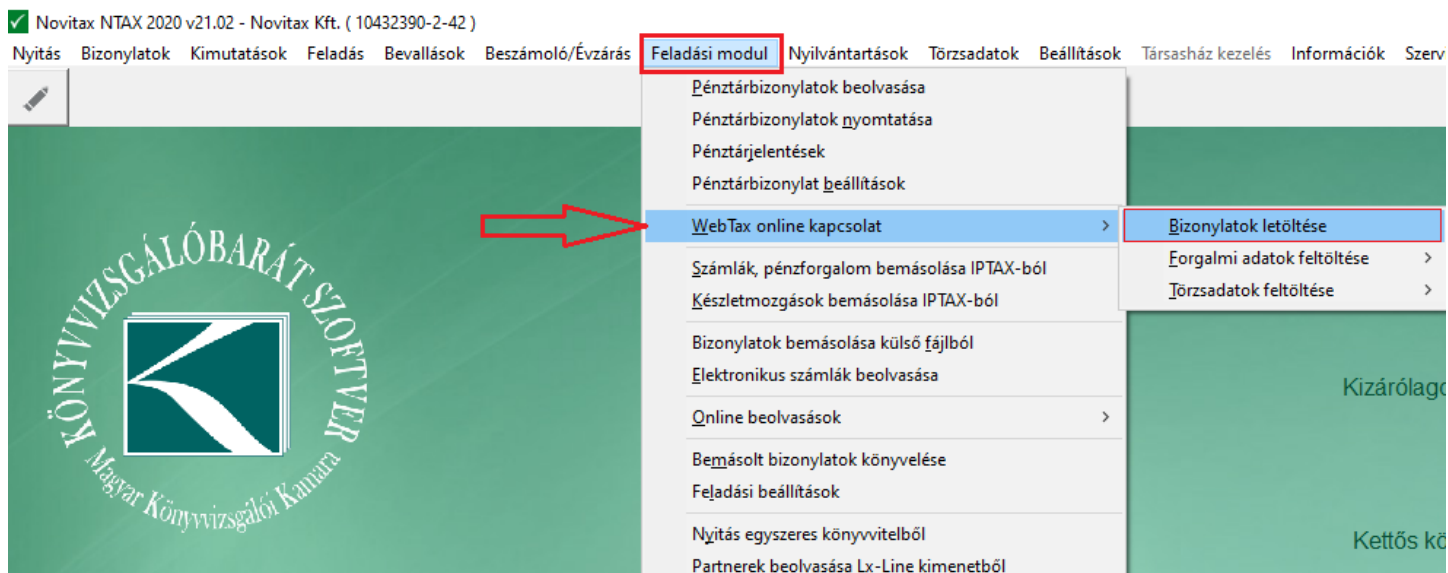 Novitax NTAX 2020 v21.02 - Novitax Kft. ( 10432390-2-42 )
Nyitás Bizonylatok Kimutatások Feladás Bevallások Beszámoló/Évzárás Feladási modul Nyilvántartások Törzsadatok Beállítások Társasház kezelés Információk Szerv
Pénztárbizonylatok beolvasása
Pénztárbizonylatok nyomtatása
Pénztárjelentések
Pénztárbizonylat beállítások
WebTax online kapcsolat
Bizonylatok letöltése
Forgalmi adatok feltöltése
Törzsadatok feltöltése
Számlák, pénzforgalom bemásolása IPTAX-ból
Készletmozgások bemásolása IPTAX-ból
Bizonylatok bemásolása külső fájlból
Elektronikus számlák beolvasása
Online beolvasások
Bemásolt bizonylatok könyvelése
Feladási beállítások
Nyitás egyszeres könyvvitelből
Partnerek beolvasása Lx-Line kimenetből
KÖNYVVIZSGÁLÓBARÁT SZOFTVER
Magyar Könyvvizsgálói Kamara
Kizárólago
Kettős kö